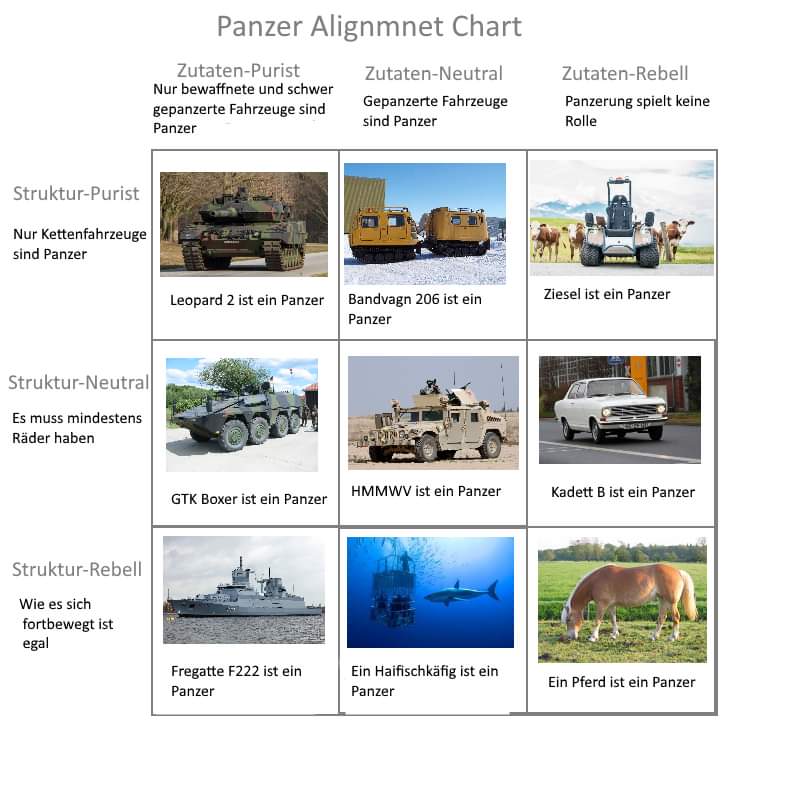 Panzer Alignmnet Chart
Zutaten-Purist
Nur bewaffnete und schwer
gepanzerte Fahrzeuge sind
Panzer
Zutaten-Neutral
Gepanzerte Fahrzeuge
sind Panzer
Zutaten-Rebell
Panzerung spielt keine
Rolle
Struktur-Purist
Nur Kettenfahrzeuge
sind Panzer
Leopard 2 ist ein Panzer
Bandvagn 206 ist ein
Panzer
Ziesel ist ein Panzer
Struktur-Neutral
Es muss mindestens
Räder haben
GTK Boxer ist ein Panzer
HMMWV ist ein Panzer
Kadett B ist ein Panzer
Struktur-Rebell
Wie es sich
fortbewegt ist
egal
Fregatte F222 ist ein
Panzer
Ein Haifischkäfig ist ein
Panzer
Ein Pferd ist ein Panzer